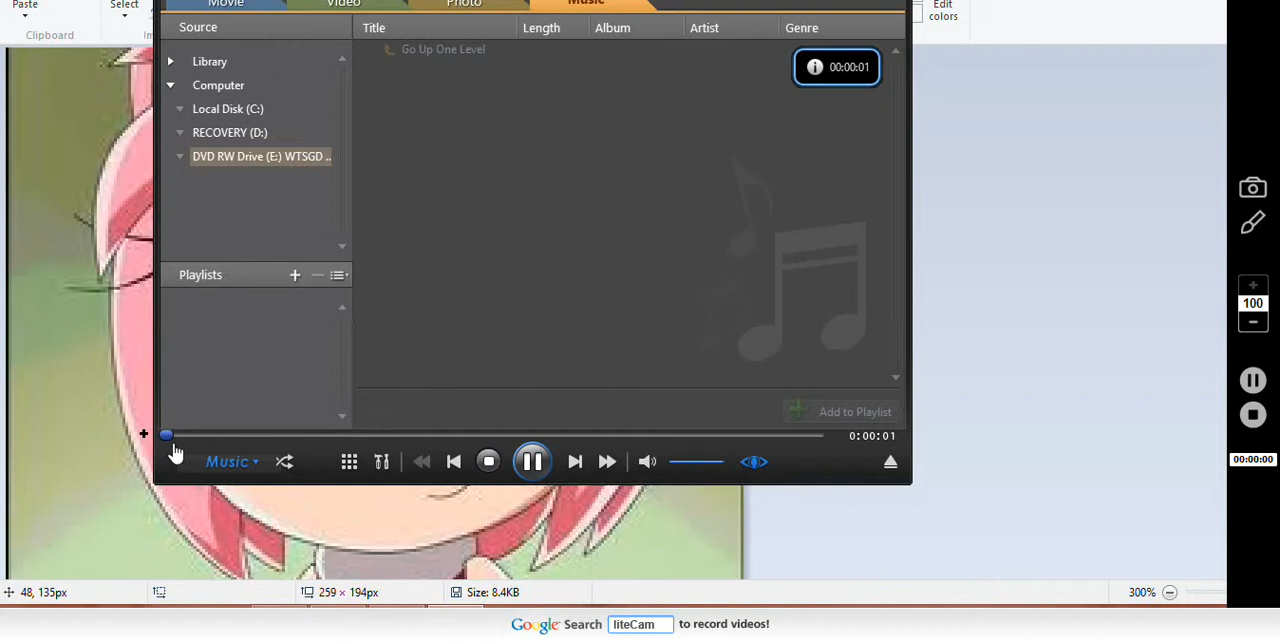 Paste
Select
Edit
colors
Clipboard
Im
Movie
Video
Photo
Music
Source
Title
Length
Album
Artist
Genre
Go Up One Level
00:00:01
Library
Computer
Local Disk (C:)
RECOVERY (D:)
DVD RW Drive (E:) WTSGD ..
100
Playlists
Add to Playlist
0:00:01
Music
00:00:00
48, 135px
259 × 194px
Size: 8.4KB
300%
Google Search liteCam to record videos!